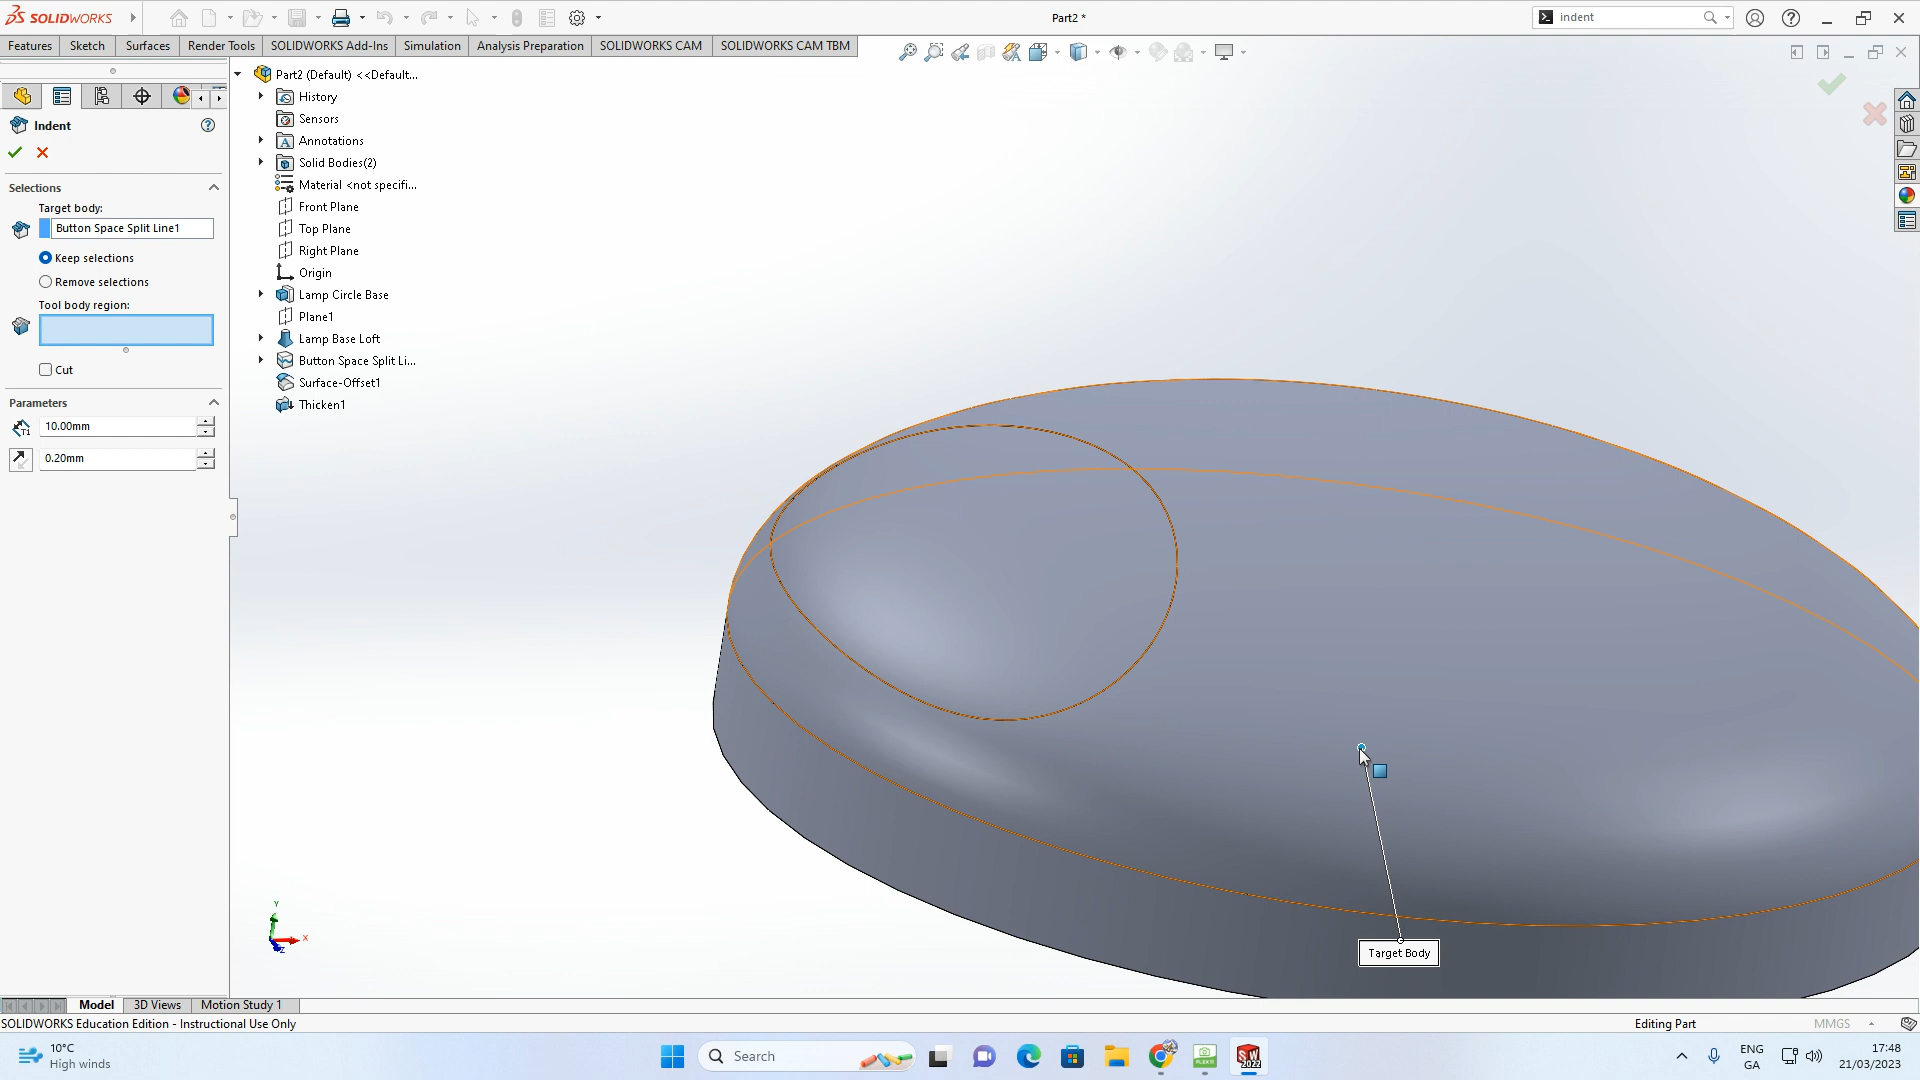 SOLIDWORKS
Part2 *
indent
Features
Sketch
Surfaces
Render Tools
SOLIDWORKS Add-Ins
Simulation
Analysis Preparation
SOLIDWORKS CAM
SOLIDWORKS CAM TBM
Part2 (Default) <<Default...
History
Sensors
Annotations
Solid Bodies(2)
Material <not specifi...
Front Plane
Top Plane
Right Plane
Origin
Lamp Circle Base
Plane1
Lamp Base Loft
Button Space Split Li...
Surface-Offset1
Thicken1
Indent
Selections
Target body:
Button Space Split Line1
Keep selections
Remove selections
Tool body region:
Cut
Parameters
10.00mm
0.20mm
Target Body
Y
X
Z
Model
3D Views
Motion Study 1
SOLIDWORKS Education Edition - Instructional Use Only
Editing Part
MMGS
10°C
High winds
Search
ENG
GA
17:48
21/03/2023